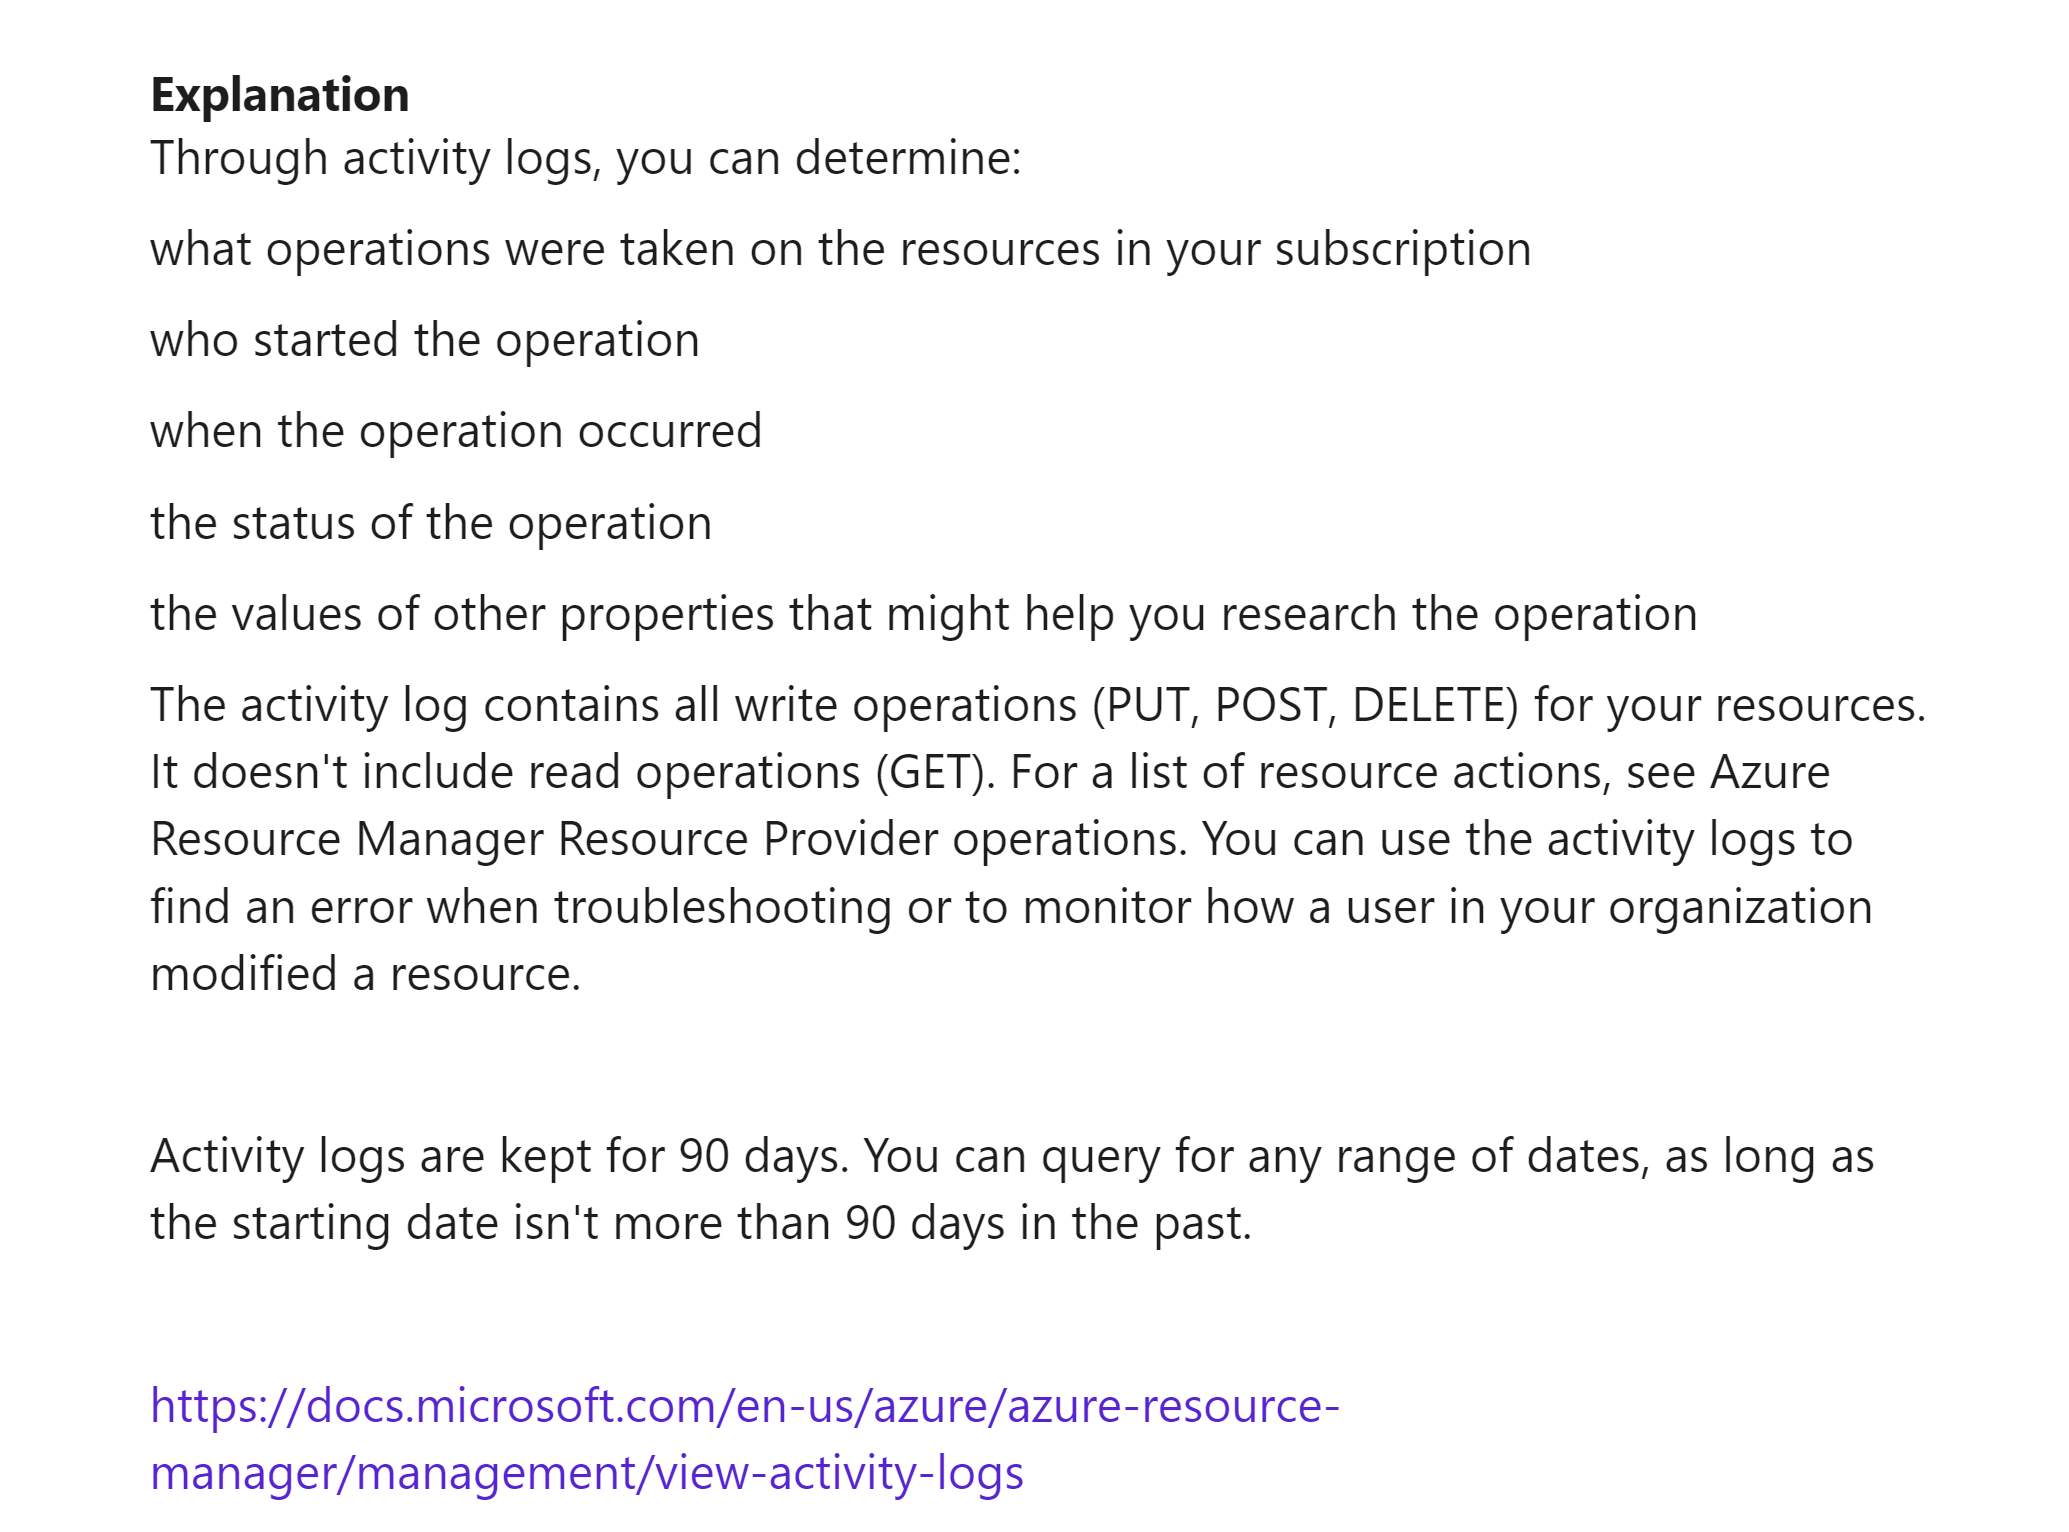 Explanation
Through activity logs, you can determine:
what operations were taken on the resources in your subscription
who started the operation
when the operation occurred
the status of the operation
the values of other properties that might help you research the operation
The activity log contains all write operations (PUT, POST, DELETE) for your resources.
It doesn't include read operations (GET). For a list of resource actions, see Azure
Resource Manager Resource Provider operations. You can use the activity logs to
find an error when troubleshooting or to monitor how a user in your organization
modified a resource.
Activity logs are kept for 90 days. You can query for any range of dates, as long as
the starting date isn't more than 90 days in the past.
https://docs.microsoft.com/en-us/azure/azure-resource-
manager/management/view-activity-logs